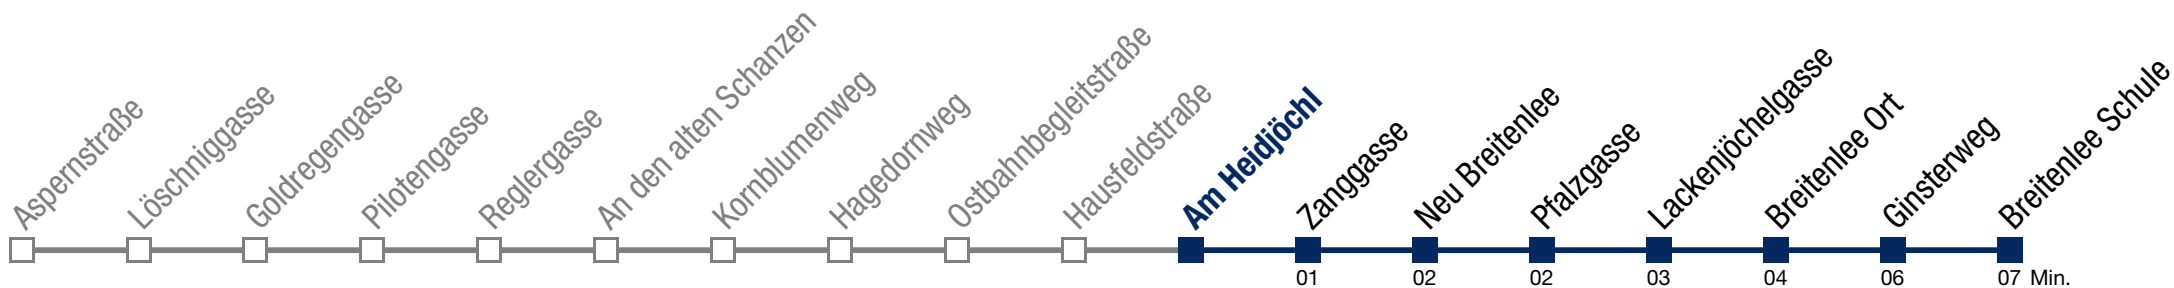 Aspernstraße
Löschniggasse
Goldregengasse
Pilotengasse
Reglergasse
An den alten Schanzen
Kornblumenweg
Hagedornweg
Ostbahnbegleitstraße
Hausfeldstraße
Am Heidjöchl
Zanggasse
Neu Breitenlee
Pfalzgasse
Lackenjöchelgasse
Breitenlee Ort
Ginsterweg
Breitenlee Schule
01 02 02 03 04 06 07 Min.